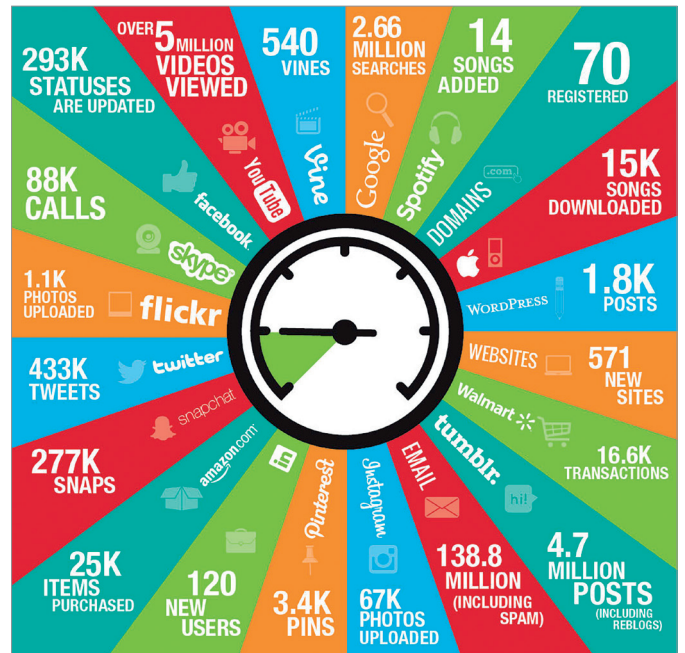 293K
STATUSES
ARE UPDATED
facebook.
OVER 5 MILLION
VIDEOS
VIEWED
You Tube
540
VINES
Vine
2.66
MILLION
SEARCHES
Google
14
SONGS
ADDED
Spotify
70
REGISTERED
.com
DOMAINS
15K
SONGS
DOWNLOADED
1.8K
POSTS
WORDPRESS
WEBSITES
571
NEW
SITES
Walmart
16.6K
TRANSACTIONS
tumblr.
hi!
4.7
MILLION
POSTS
(INCLUDING
REBLOGS)
EMAIL
138.8
MILLION
(INCLUDING
SPAM)
Instagram
67K
PHOTOS
UPLOADED
Pinterest
3.4K
PINS
in
120
NEW
USERS
amazon.com
25K
ITEMS
PURCHASED
snapchat
277K
SNAPS
twitter
433K
TWEETS
flickr
1.1K
PHOTOS
UPLOADED
skype
88K
CALLS